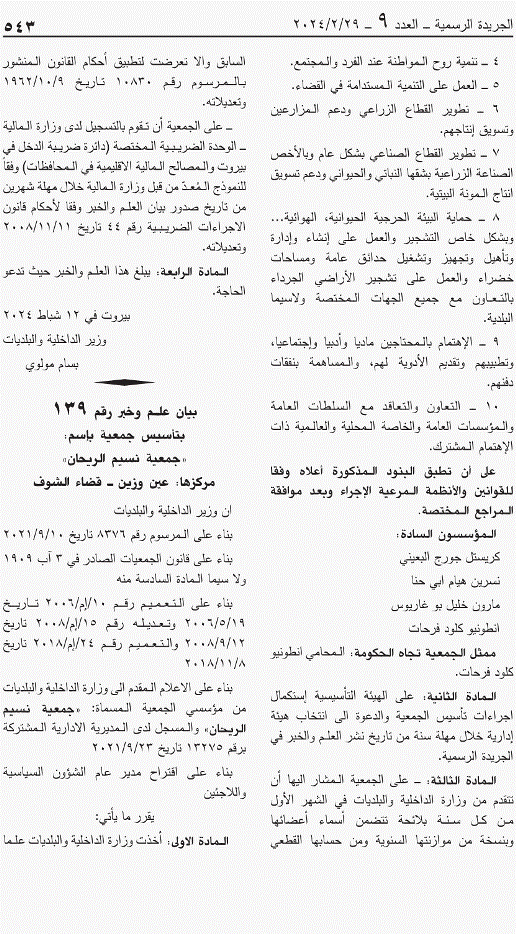 الجريدة الرسمية ــ العدد ٩ ــ ٢٠٢٤/٢/٢٩
٥٤٣
٤ ــ تنمية روح المواطنة عند الفرد والمجتمع.
٥ ــ العمل على التنمية المستدامة في القضاء.
٦ ــ تطوير القطاع الزراعي ودعم المزارعين
وتسويق إنتاجهم.
٧ ــ تطوير القطاع الصناعي بشكل عام وبالأخص
الصناعة الزراعية بشقها النباتي والحيواني ودعم تسويق
انتاج المونة البيتية.
٨ ــ حماية البيئة الحرجية الحيوانية، الهوائية...
وبشكل خاص التشجير والعمل على إنشاء وإدارة
وتأهيل وتجهيز وتشغيل حدائق عامة ومساحات
خضراء والعمل على تشجير الأراضي الجرداء
بالتعاون مع جميع الجهات المختصة ولاسيما
البلدية.
٩ ــ الإهتمام بالمحتاجين ماديا وأدبيا وإجتماعيا،
وتطبيبهم وتقديم الأدوية لهم، والمساهمة بنفقات
دفنهم.
١٠ ــ التعاون والتعاقد مع السلطات العامة
والمؤسسات العامة والخاصة المحلية والعالمية ذات
الإهتمام المشترك.
على ان تطبق البنود المذكورة اعلاه وفقا
للقوانين والأنظمة المرعية الإجراء وبعد موافقة
المراجع المختصة.
المؤسسون السادة:
كريستل جورج البعيني
نسرين هيام أبي حنا
مارون خليل بو غاريوس
انطونيو كلود فرحات
ممثل الجمعية تجاه الحكومة: المحامي انطونيو
كلود فرحات.
المادة الثانية: على الهيئة التأسيسية إستكمال
اجراءات تأسيس الجمعية والدعوة الى انتخاب هيئة
إدارية خلال مهلة سنة من تاريخ نشر العلم والخبر في
الجريدة الرسمية.
المادة الثالثة: ــ على الجمعية المشار اليها أن
تتقدم من وزارة الداخلية والبلديات في الشهر الأول
من كل سنة بلائحة تتضمن أسماء أعضائها
وبنسخة من موازنتها السنوية ومن حسابها القطعي
السابق والا تعرضت لتطبيق أحكام القانون المنشور
بالمرسوم رقم ١٠٨٣٠ تاريخ ١٩٦٢/١٠/٩
وتعديلاته.
ــ على الجمعية أن تقوم بالتسجيل لدى وزارة المالية
ــ الوحدة الضريبية المختصة (دائرة ضريبة الدخل في
بيروت والمصالح المالية الاقليمية في المحافظات) وفقاً
للنموذج المُعدّ من قبل وزارة المالية خلال مهلة شهرين
من تاريخ صدور بيان العلم والخبر وفقا لأحكام قانون
الاجراءات الضريبية رقم ٤٤ تاريخ ٢٠٠٨/١١/١١
وتعديلاته.
المادة الرابعة: يبلغ هذا العلم والخبر حيث تدعو
الحاجة.
بيروت في ١٢ شباط ٢٠٢٤
وزير الداخلية والبلديات
بسام مولوي
بيان علم وخبر رقم ١٣٩
بتأسيس جمعية بإسم:
«جمعية نسيم الريحان»
مركزها: عين وزين ــ قضاء الشوف
ان وزير الداخلية والبلديات
بناء على المرسوم رقم ٨٣٧٦ تاريخ ٢٠٢١/٩/١٠
بناء على قانون الجمعيات الصادر في ٣ آب ١٩٠٩
ولا سيما المادة السادسة منه
بناء على التعميم رقم ١٠/إم/٢٠٠٦ تاريخ
٢٠٠٦/٥/١٩ وتعديله رقم ١٥/إم/٢٠٠٨ تاريخ
٢٠٠٨/٩/١٢ والتعميم رقم ٢٤/إم/٢٠١٨ تاريخ
٢٠١٨/١١/٨
بناء على الاعلام المقدم الى وزارة الداخلية والبلديات
من مؤسسي الجمعية المسماة: «جمعية نسيم
الريحان» والمسجل لدى المديرية الادارية المشتركة
برقم ١٣٢٧٥ تاريخ ٢٠٢١/٩/٢٣
بناء على اقتراح مدير عام الشؤون السياسية
واللاجئين
يقرر ما يأتي:
المادة الاولى: أخذت وزارة الداخلية والبلديات علما